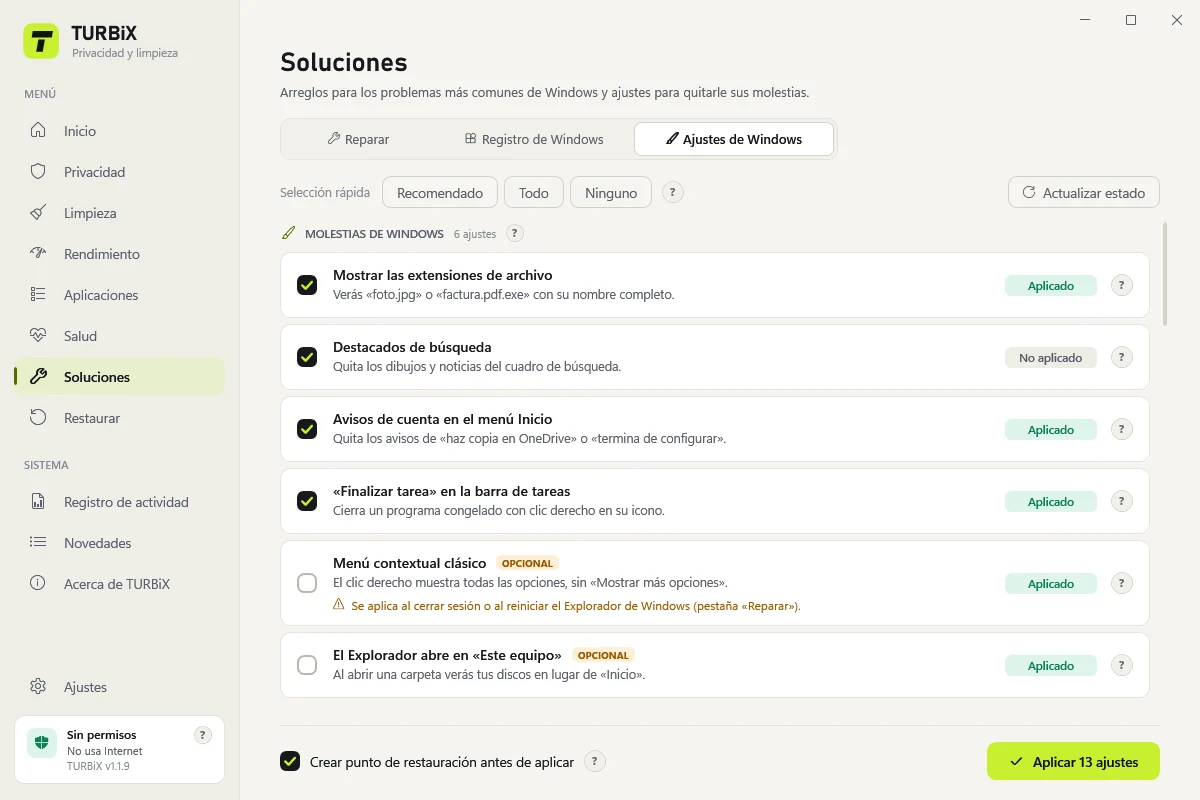 TURBiX
Privacidad y limpieza
MENÚ
Inicio
Privacidad
Limpieza
Rendimiento
Aplicaciones
Salud
Soluciones
Restaurar
SISTEMA
Registro de actividad
Novedades
Acerca de TURBiX
Ajustes
Sin permisos ?
No usa Internet
TURBiX v1.1.9
Soluciones
Arreglos para los problemas más comunes de Windows y ajustes para quitarle sus molestias.
Reparar Registro de Windows Ajustes de Windows
Selección rápida Recomendado Todo Ninguno ? Actualizar estado
MOLESTIAS DE WINDOWS 6 ajustes ?
Mostrar las extensiones de archivo
Verás «foto.jpg» o «factura.pdf.exe» con su nombre completo.
Aplicado ?
Destacados de búsqueda
Quita los dibujos y noticias del cuadro de búsqueda.
No aplicado ?
Avisos de cuenta en el menú Inicio
Quita los avisos de «haz copia en OneDrive» o «termina de configurar».
Aplicado ?
«Finalizar tarea» en la barra de tareas
Cierra un programa congelado con clic derecho en su icono.
Aplicado ?
Menú contextual clásico OPCIONAL
El clic derecho muestra todas las opciones, sin «Mostrar más opciones».
Se aplica al cerrar sesión o al reiniciar el Explorador de Windows (pestaña «Reparar»).
Aplicado ?
El Explorador abre en «Este equipo» OPCIONAL
Al abrir una carpeta verás tus discos en lugar de «Inicio».
Aplicado ?
Crear punto de restauración antes de aplicar ?
Aplicar 13 ajustes